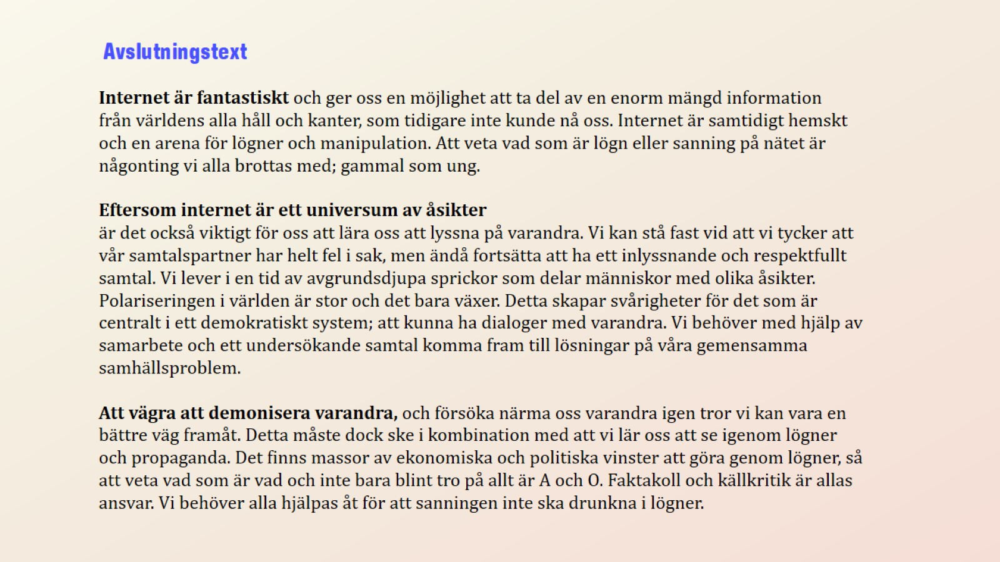 Avslutningstext
Internet är fantastiskt och ger oss en möjlighet att ta del av en enorm mängd information
från världens alla håll och kanter, som tidigare inte kunde nå oss. Internet är samtidigt hemskt
och en arena för lögner och manipulation. Att veta vad som är lögn eller sanning på nätet är
någonting vi alla brottas med; gammal som ung.
Eftersom internet är ett universum av åsikter
är det också viktigt för oss att lära oss att lyssna på varandra. Vi kan stå fast vid att vi tycker att
vår samtalspartner har helt fel i sak, men ändå fortsätta att ha ett inlyssnande och respektfullt
samtal. Vi lever i en tid av avgrundsdjupa sprickor som delar människor med olika åsikter.
Polariseringen i världen är stor och det bara växer. Detta skapar svårigheter för det som är
centralt i ett demokratiskt system; att kunna ha dialoger med varandra. Vi behöver med hjälp av
samarbete och ett undersökande samtal komma fram till lösningar på våra gemensamma
samhällsproblem.
Att vägra att demonisera varandra, och försöka närma oss varandra igen tror vi kan vara en
bättre väg framåt. Detta måste dock ske i kombination med att vi lär oss att se igenom lögner
och propaganda. Det finns massor av ekonomiska och politiska vinster att göra genom lögner, så
att veta vad som är vad och inte bara blint tro på allt är A och O. Faktakoll och källkritik är allas
ansvar. Vi behöver alla hjälpas åt för att sanningen inte ska drunkna i lögner.